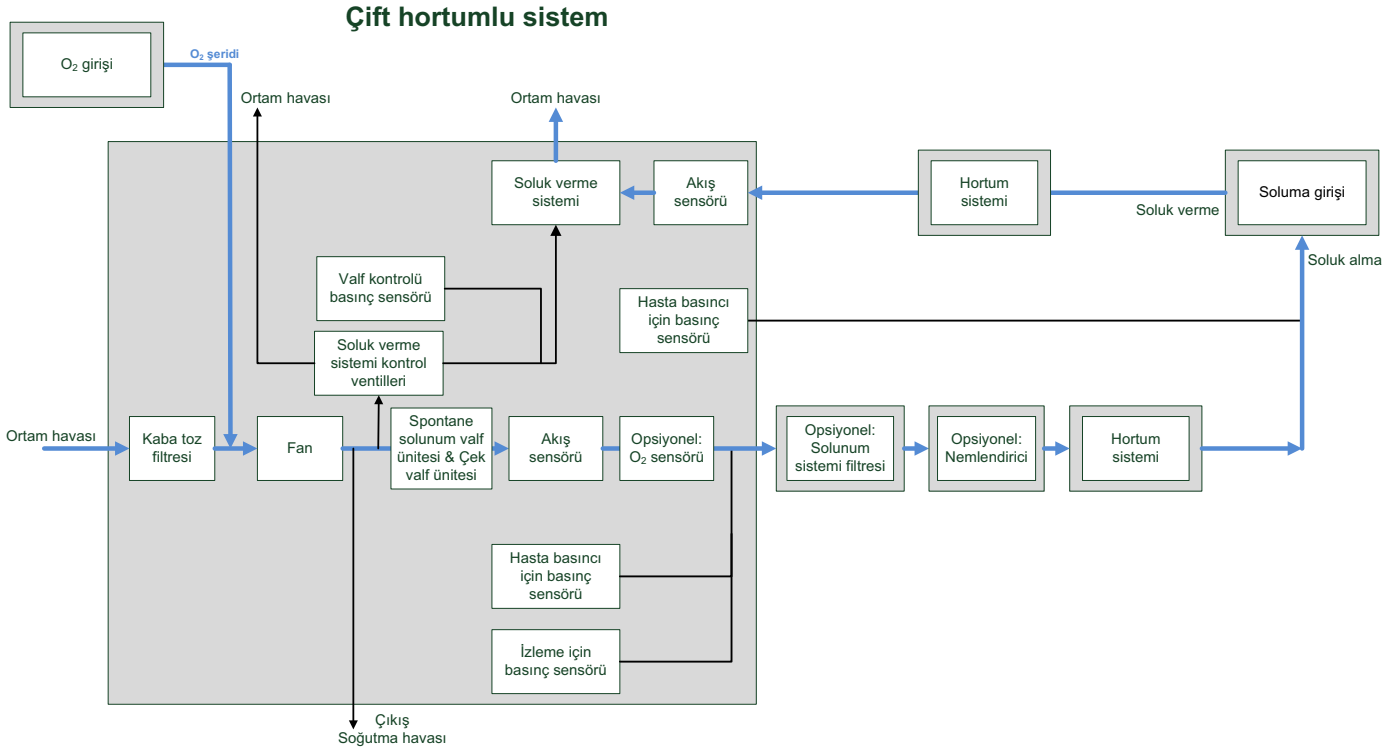 Çift hortumlu sistem
O₂ girişi
O₂ şeridi
Ortam havası
Ortam havası
Soluk verme
sistemi
Akış
sensörü
Hortum
sistemi
Soluk verme
Soluma girişi
Soluk alma
Valf kontrolü
basınç sensörü
Hasta basıncı
için basınç
sensörü
Soluk verme
sistemi kontrol
ventilleri
Ortam havası
Kaba toz
filtresi
Fan
Spontane
solunum valf
ünitesi & Çek
valf ünitesi
Akış
sensörü
Opsiyonel:
O₂ sensörü
Opsiyonel:
Solunum
sistemi filtresi
Opsiyonel:
Nemlendirici
Hortum
sistemi
Hasta basıncı
için basınç
sensörü
İzleme için
basınç sensörü
Çıkış
Soğutma havası